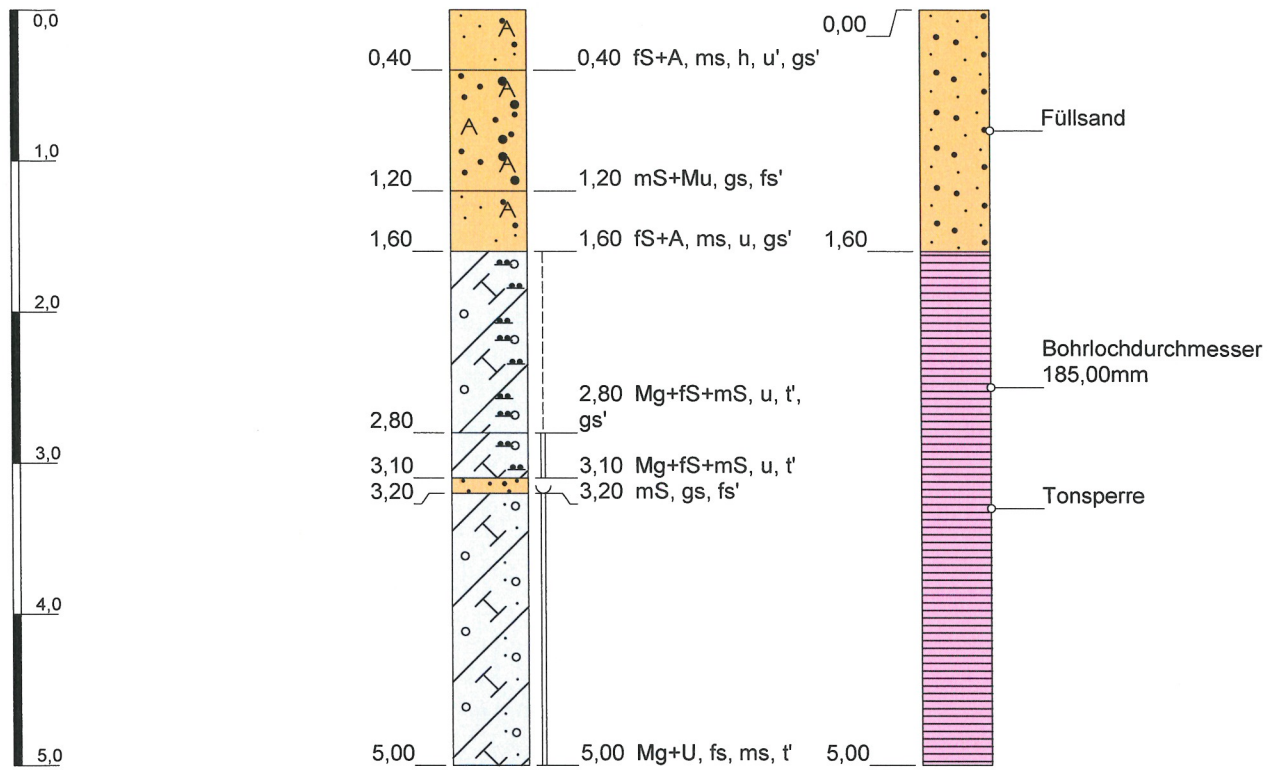 0,0
1,0
2,0
3,0
4,0
5,0
0,40
1,20
1,60
2,80
3,10
3,20
5,00
A
A
A
A
A
0,40 fS+A, ms, h, u', gs'
1,20 mS+Mu, gs, fs'
1,60 fS+A, ms, u, gs'
2,80 Mg+fS+mS, u, t',
gs'
3,10 Mg+fS+mS, u, t'
3,20 mS, gs, fs'
5,00 Mg+U, fs, ms, t'
0,00
1,60
5,00
Füllsand
Bohrlochdurchmesser
185,00mm
Tonsperre